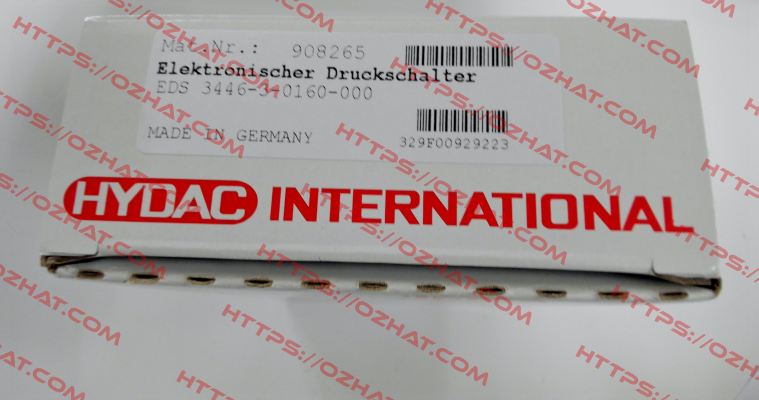 Mat.Nr.: 908265
Elektronischer Druckschalter
EDS 3446-3-0160-000
MADE IN GERMANY
329F00929223
HYDAC INTERNATIONAL
HTTPS://OZHAT.COM